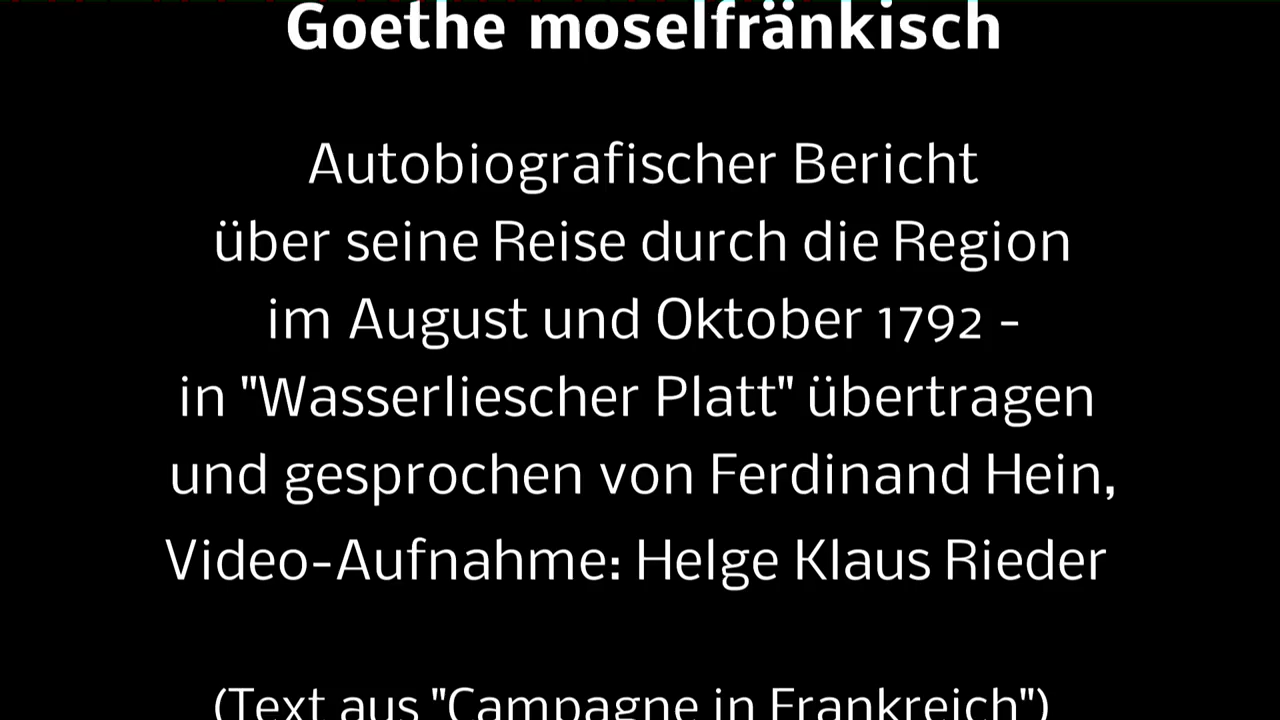 Goethe moselfränkisch
Autobiografischer Bericht
über seine Reise durch die Region
im August und Oktober 1792 -
in "Wasserliescher Platt" übertragen
und gesprochen von Ferdinand Hein,
Video-Aufnahme: Helge Klaus Rieder
(Text aus "Campagne in Frankreich")